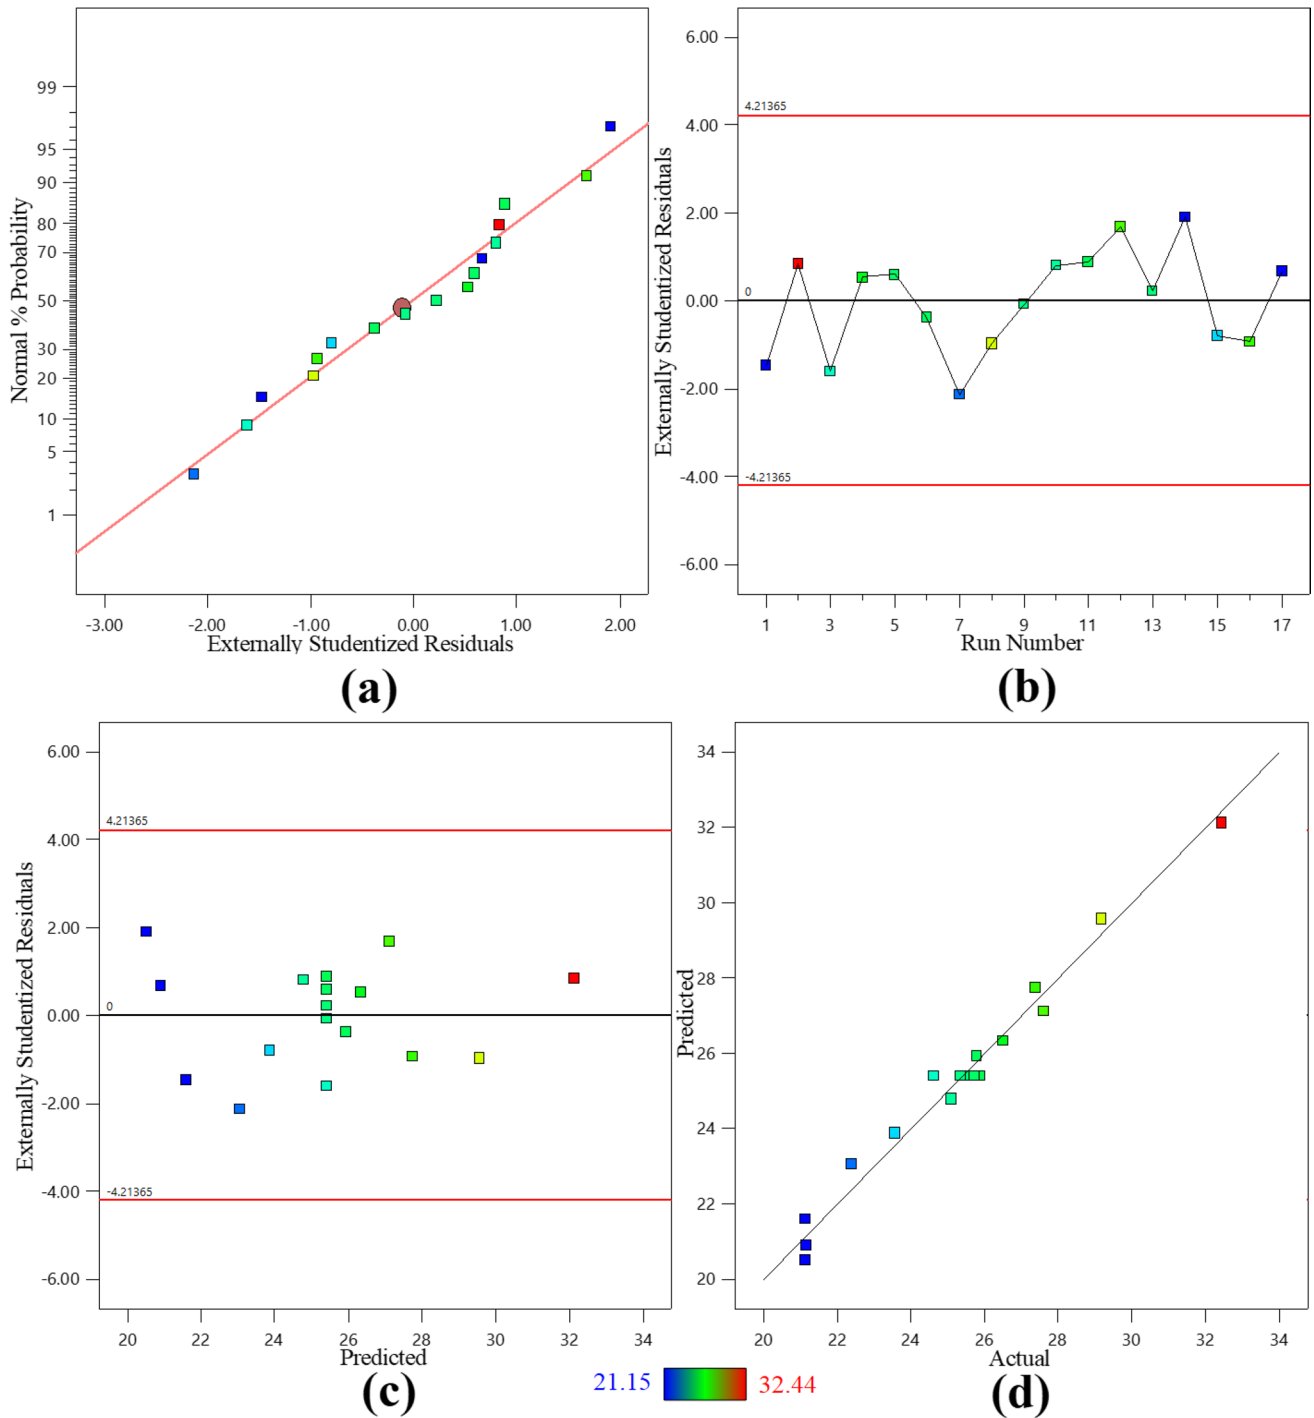 99
95
90
80
70
50
30
20
10
5
1
Normal % Probability
-3.00 -2.00 -1.00 0.00 1.00 2.00
Externally Studentized Residuals
(a)
6.00
4.00
2.00
0.00
-2.00
-4.00
-6.00
Externally Studentized Residuals
4.21365
0
-4.21365
1 3 5 7 9 11 13 15 17
Run Number
(b)
6.00
4.00
2.00
0.00
-2.00
-4.00
-6.00
Externally Studentized Residuals
4.21365
0
-4.21365
20 22 24 26 28 30 32 34
Predicted
(c)
34
32
30
28
26
24
22
20
Predicted
20 22 24 26 28 30 32 34
Actual
(d)
21.15 32.44